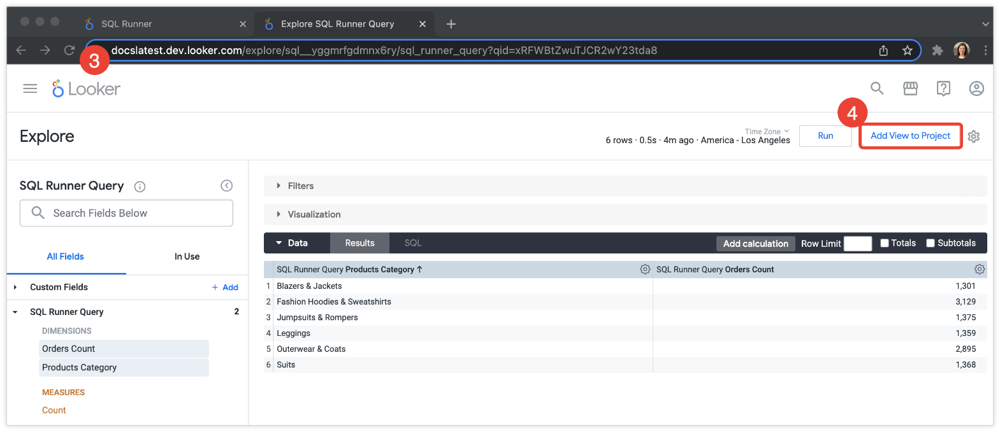 SQL Runner
Explore SQL Runner Query
docslatest.dev.looker.com/explore/sql__yggmrfgdmnx6ry/sql_runner_query?qid=xRFWBtZwuTJCR2wY23tda8
3
Looker
4
Explore
Time Zone
6 rows · 0.5s · 4m ago · America - Los Angeles
Run
Add View to Project
SQL Runner Query
Search Fields Below
All Fields
In Use
Custom Fields
+ Add
SQL Runner Query 2
DIMENSIONS
Orders Count
Products Category
MEASURES
Count
Filters
Visualization
Data Results SQL Add calculation Row Limit Totals Subtotals
SQL Runner Query Products Category ↑ SQL Runner Query Orders Count
1 Blazers & Jackets 1,301
2 Fashion Hoodies & Sweatshirts 3,129
3 Jumpsuits & Rompers 1,375
4 Leggings 1,359
5 Outerwear & Coats 2,895
6 Suits 1,368